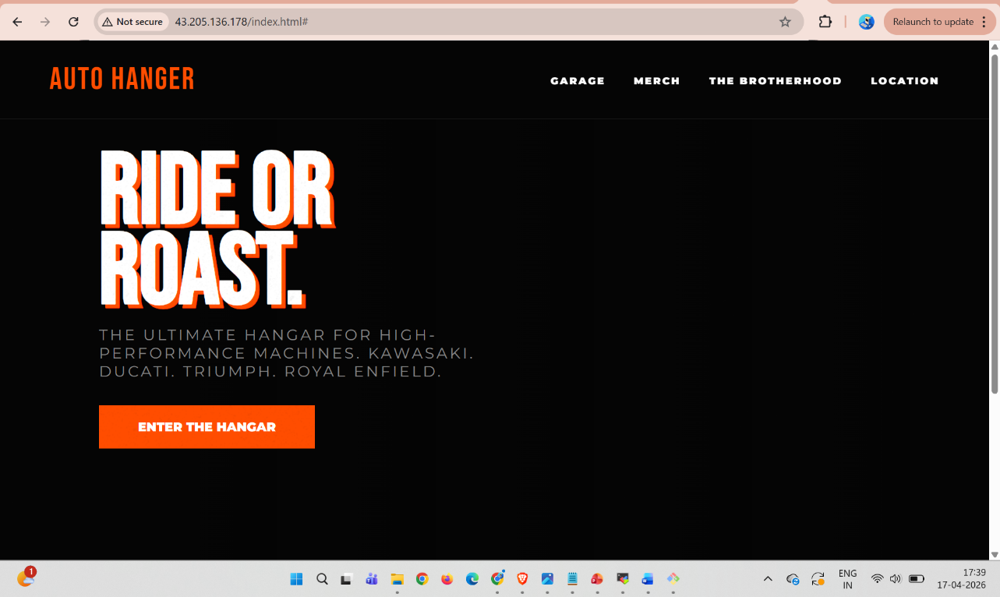 Not secure
43.205.136.178/index.html#
Relaunch to update
AUTO HANGER
GARAGE
MERCH
THE BROTHERHOOD
LOCATION
RIDE OR
ROAST.
THE ULTIMATE HANGAR FOR HIGH-
PERFORMANCE MACHINES. KAWASAKI.
DUCATI. TRIUMPH. ROYAL ENFIELD.
ENTER THE HANGAR
1
ENG
IN
17:39
17-04-2026